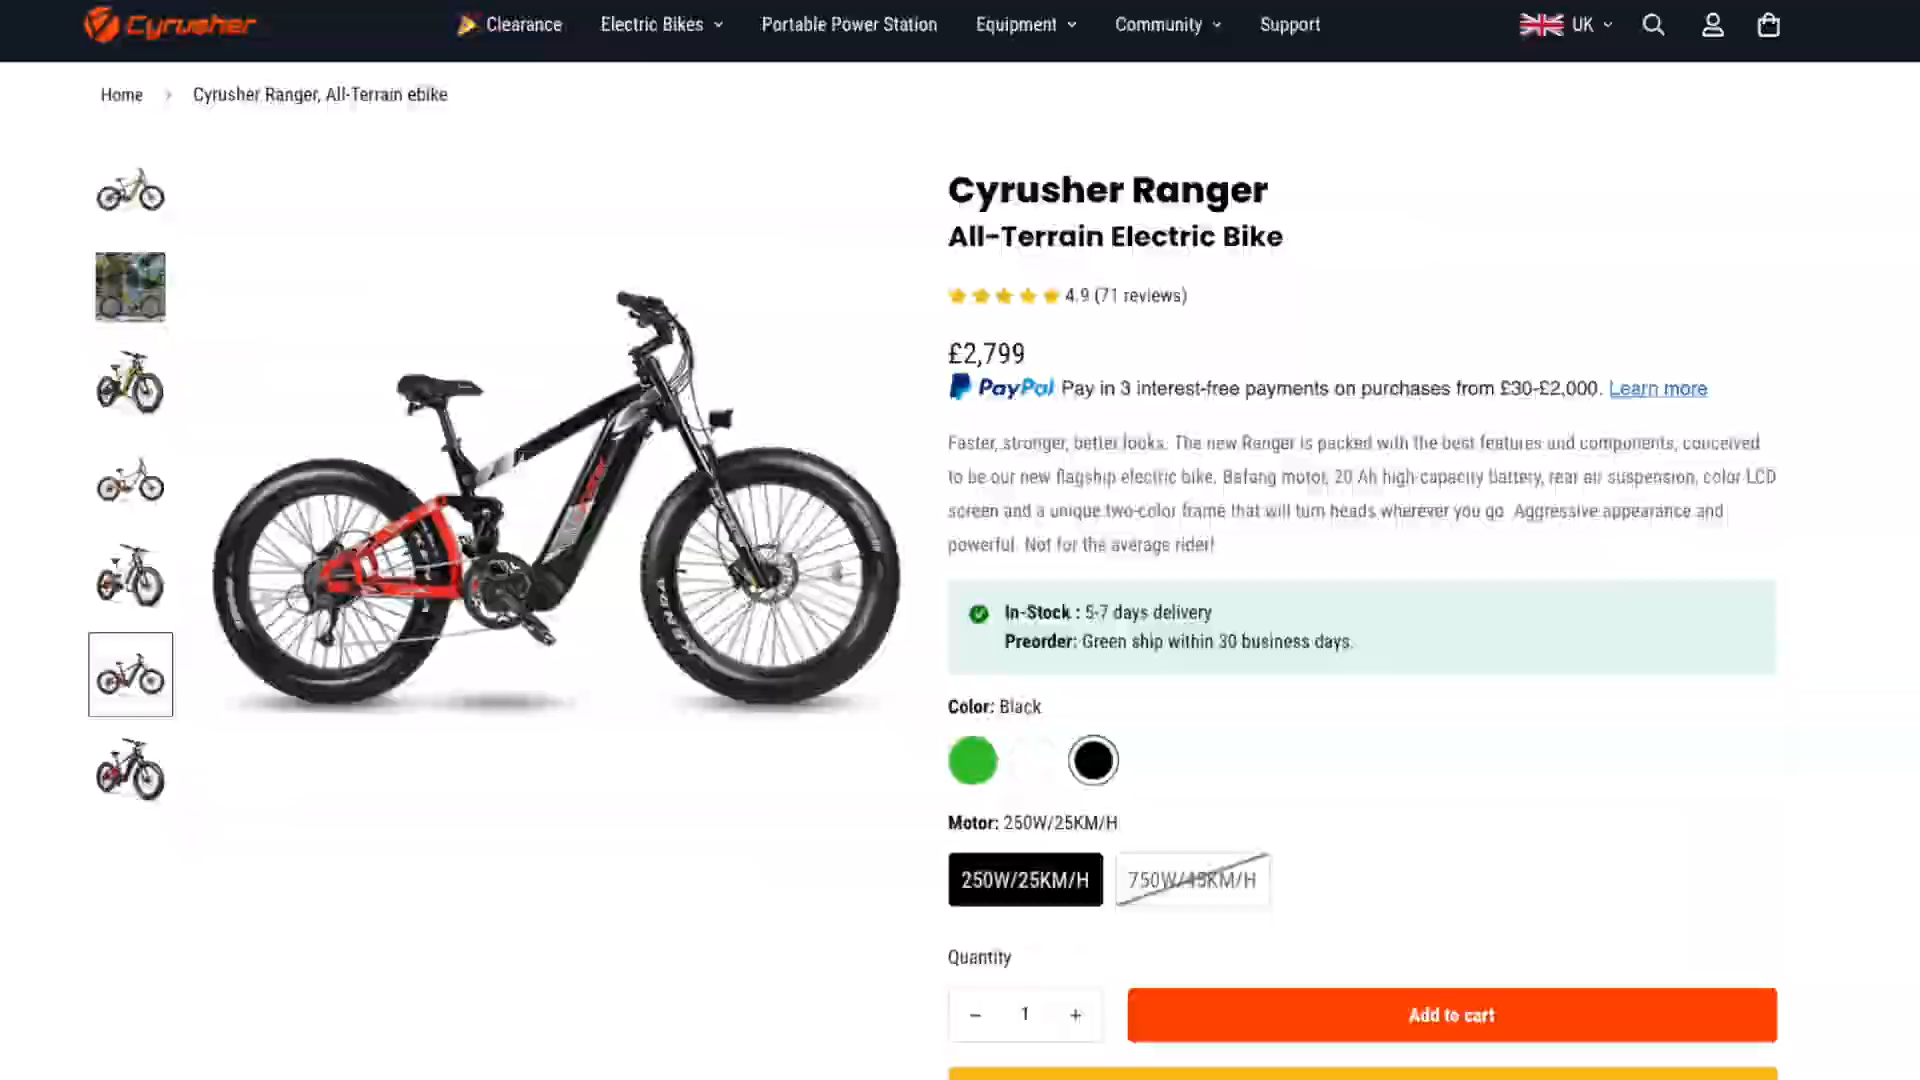 Cyrusher
Clearance
Electric Bikes
Portable Power Station
Equipment
Community
Support
UK
Home
Cyrusher Ranger, All-Terrain ebike
Cyrusher Ranger
All-Terrain Electric Bike
4.9 (71 reviews)
£2,799
PayPal Pay in 3 interest-free payments on purchases from £30-£2,000. Learn more
Faster, stronger, better looks. The new Ranger is packed with the best features and components, conceived
to be our new flagship electric bike. Bafang motor, 20 Ah high-capacity battery, rear air suspension, color LCD
screen and a unique two-color frame that will turn heads wherever you go. Aggressive appearance and
powerful. Not for the average rider!
In-Stock : 5-7 days delivery
Preorder: Green ship within 30 business days.
Color: Black
Motor: 250W/25KM/H
250W/25KM/H
750W/45KM/H
Quantity
− 1 +
Add to cart